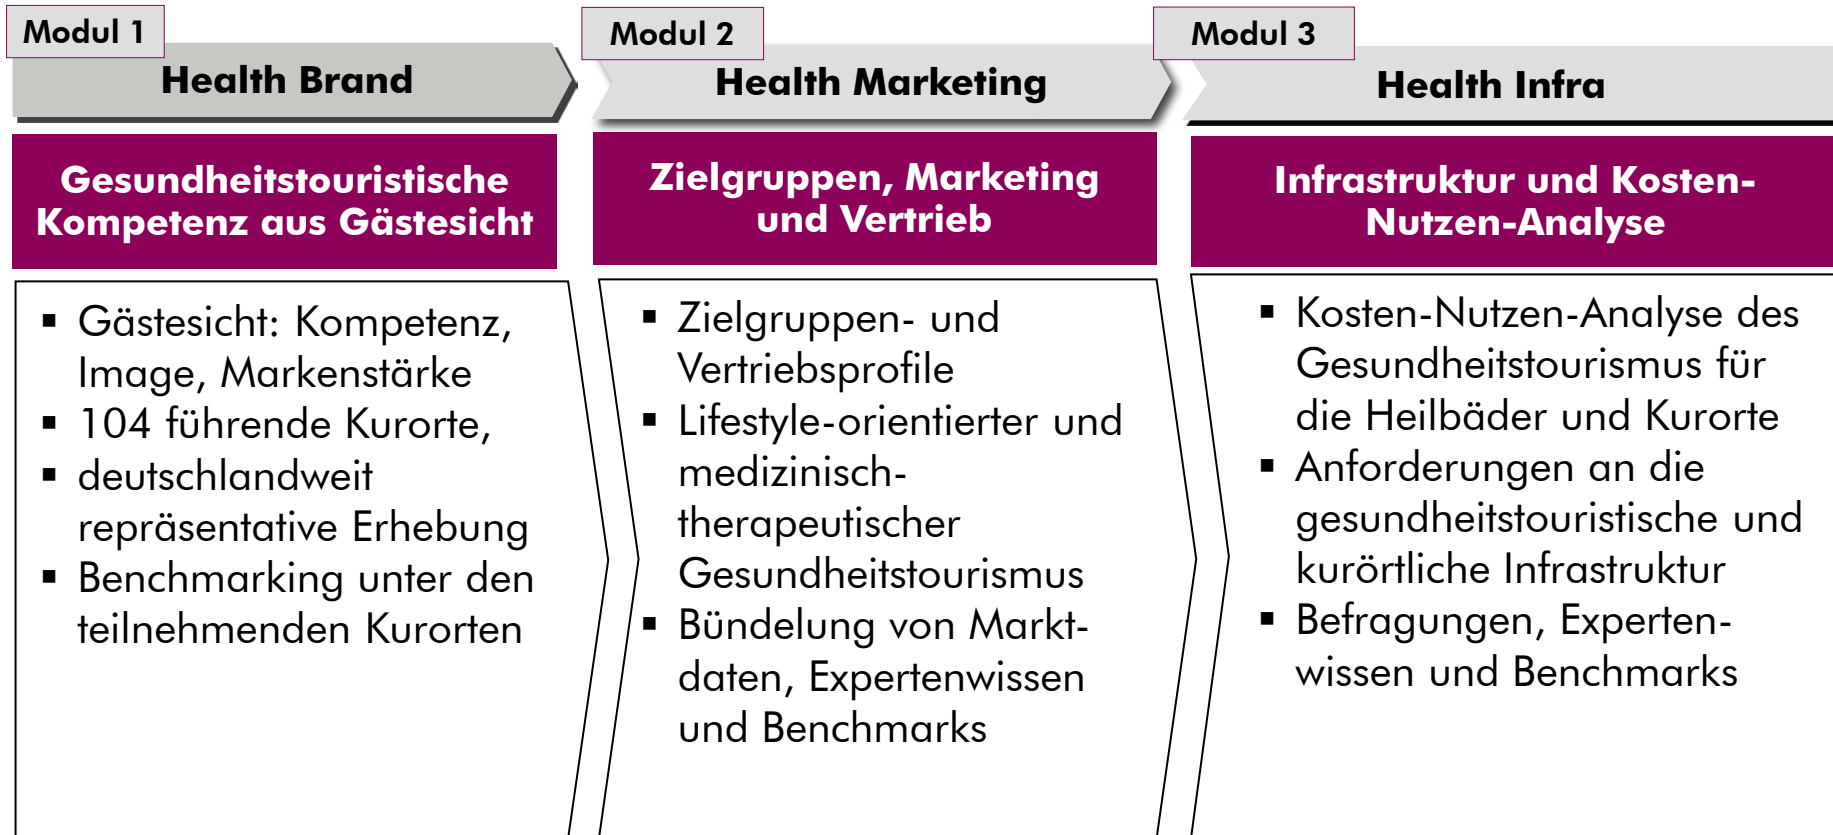 Modul 1
Health Brand
Gesundheitstouristische
Kompetenz aus Gästesicht
▪ Gästesicht: Kompetenz,
Image, Markenstärke
▪ 104 führende Kurorte,
▪ deutschlandweit
repräsentative Erhebung
▪ Benchmarking unter den
teilnehmenden Kurorten
Modul 2
Health Marketing
Zielgruppen, Marketing
und Vertrieb
▪ Zielgruppen- und
Vertriebsprofile
▪ Lifestyle-orientierter und
medizinisch-
therapeutischer
Gesundheitstourismus
▪ Bündelung von Markt-
daten, Expertenwissen
und Benchmarks
Modul 3
Health Infra
Infrastruktur und Kosten-
Nutzen-Analyse
▪ Kosten-Nutzen-Analyse des
Gesundheitstourismus für
die Heilbäder und Kurorte
▪ Anforderungen an die
gesundheitstouristische und
kurörtliche Infrastruktur
▪ Befragungen, Experten-
wissen und Benchmarks